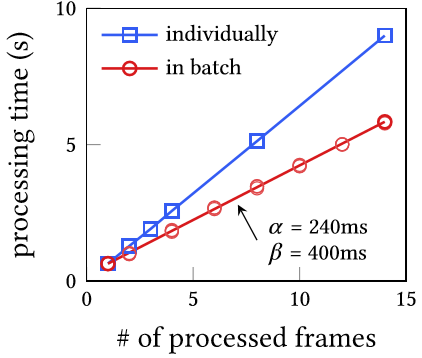 10
individually
in batch
processing time (s)
5
α = 240ms
β = 400ms
0
0
5
10
15
# of processed frames